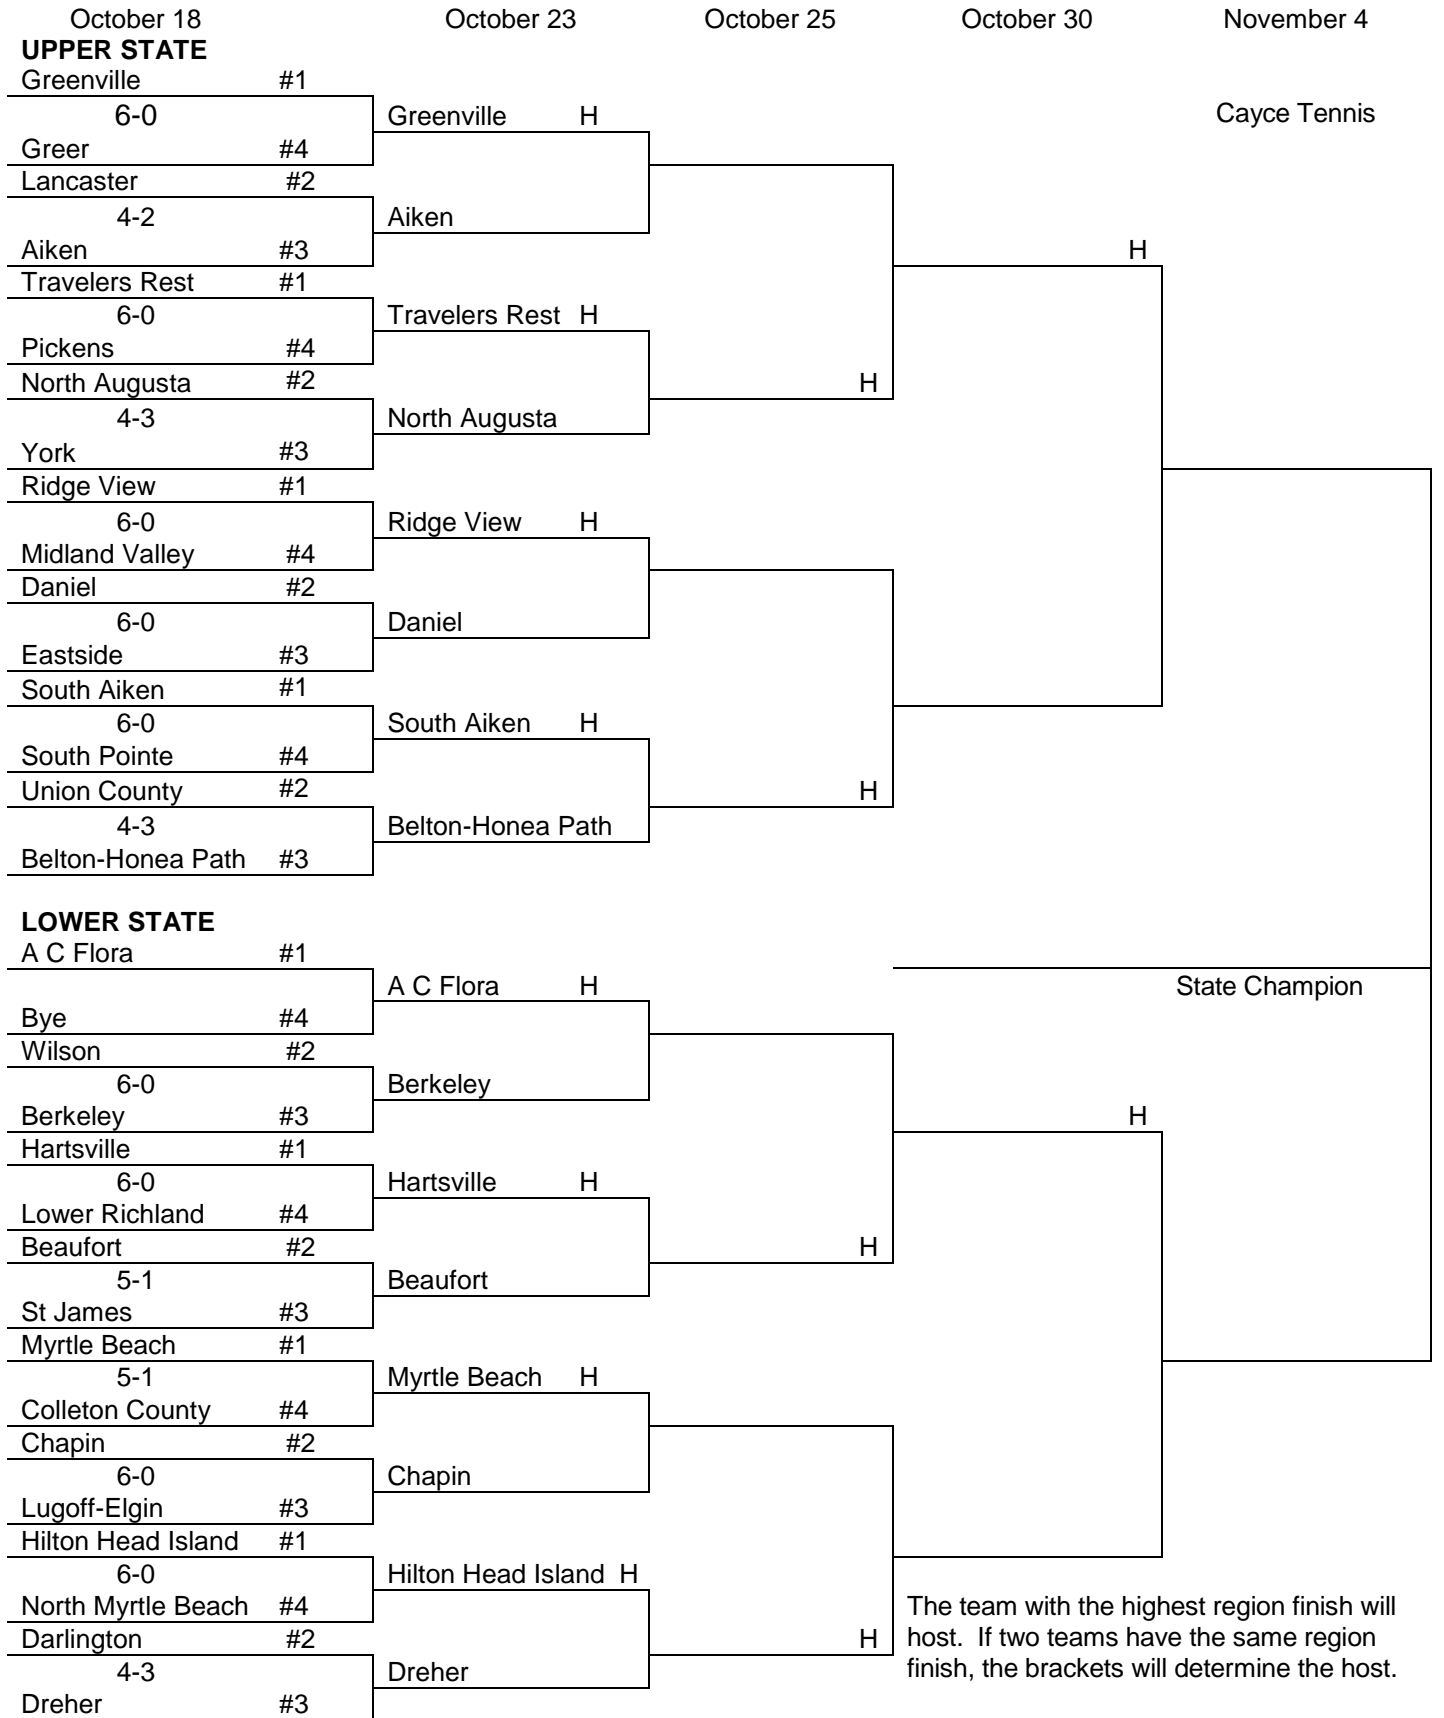 October 18 October 23 October 25 October 30 November 4
UPPER STATE
Greenville #1
6-0 Greenville H Cayce Tennis
Greer #4
Lancaster #2
4-2 Aiken
Aiken #3 H
Travelers Rest #1
6-0 Travelers Rest H
Pickens #4
North Augusta #2 H
4-3 North Augusta
York #3
Ridge View #1
6-0 Ridge View H
Midland Valley #4
Daniel #2
6-0 Daniel
Eastside #3
South Aiken #1
6-0 South Aiken H
South Pointe #4
Union County #2 H
4-3 Belton-Honea Path
Belton-Honea Path #3
LOWER STATE
A C Flora #1
A C Flora H State Champion
Bye #4
Wilson #2
6-0 Berkeley
Berkeley #3 H
Hartsville #1
6-0 Hartsville H
Lower Richland #4
Beaufort #2 H
5-1 Beaufort
St James #3
Myrtle Beach #1
5-1 Myrtle Beach H
Colleton County #4
Chapin #2
6-0 Chapin
Lugoff-Elgin #3
Hilton Head Island #1
6-0 Hilton Head Island H
North Myrtle Beach #4 The team with the highest region finish will
Darlington #2 H host. If two teams have the same region
4-3 Dreher finish, the brackets will determine the host.
Dreher #3